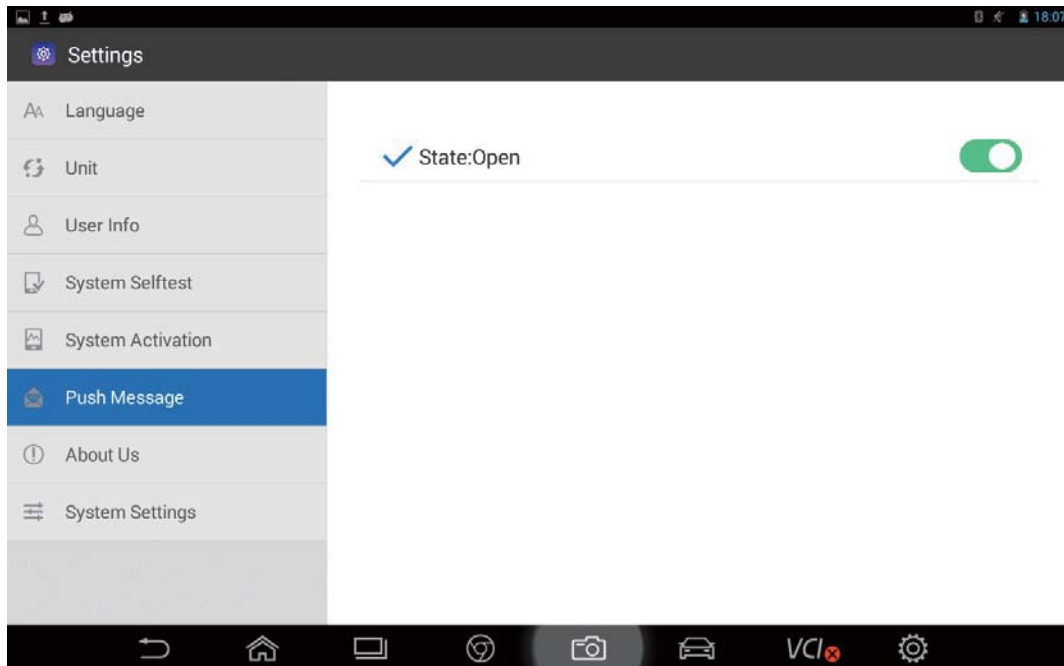 18:07
Settings
Language
Unit
User Info
System Selftest
System Activation
Push Message
About Us
System Settings
State:Open
VCI